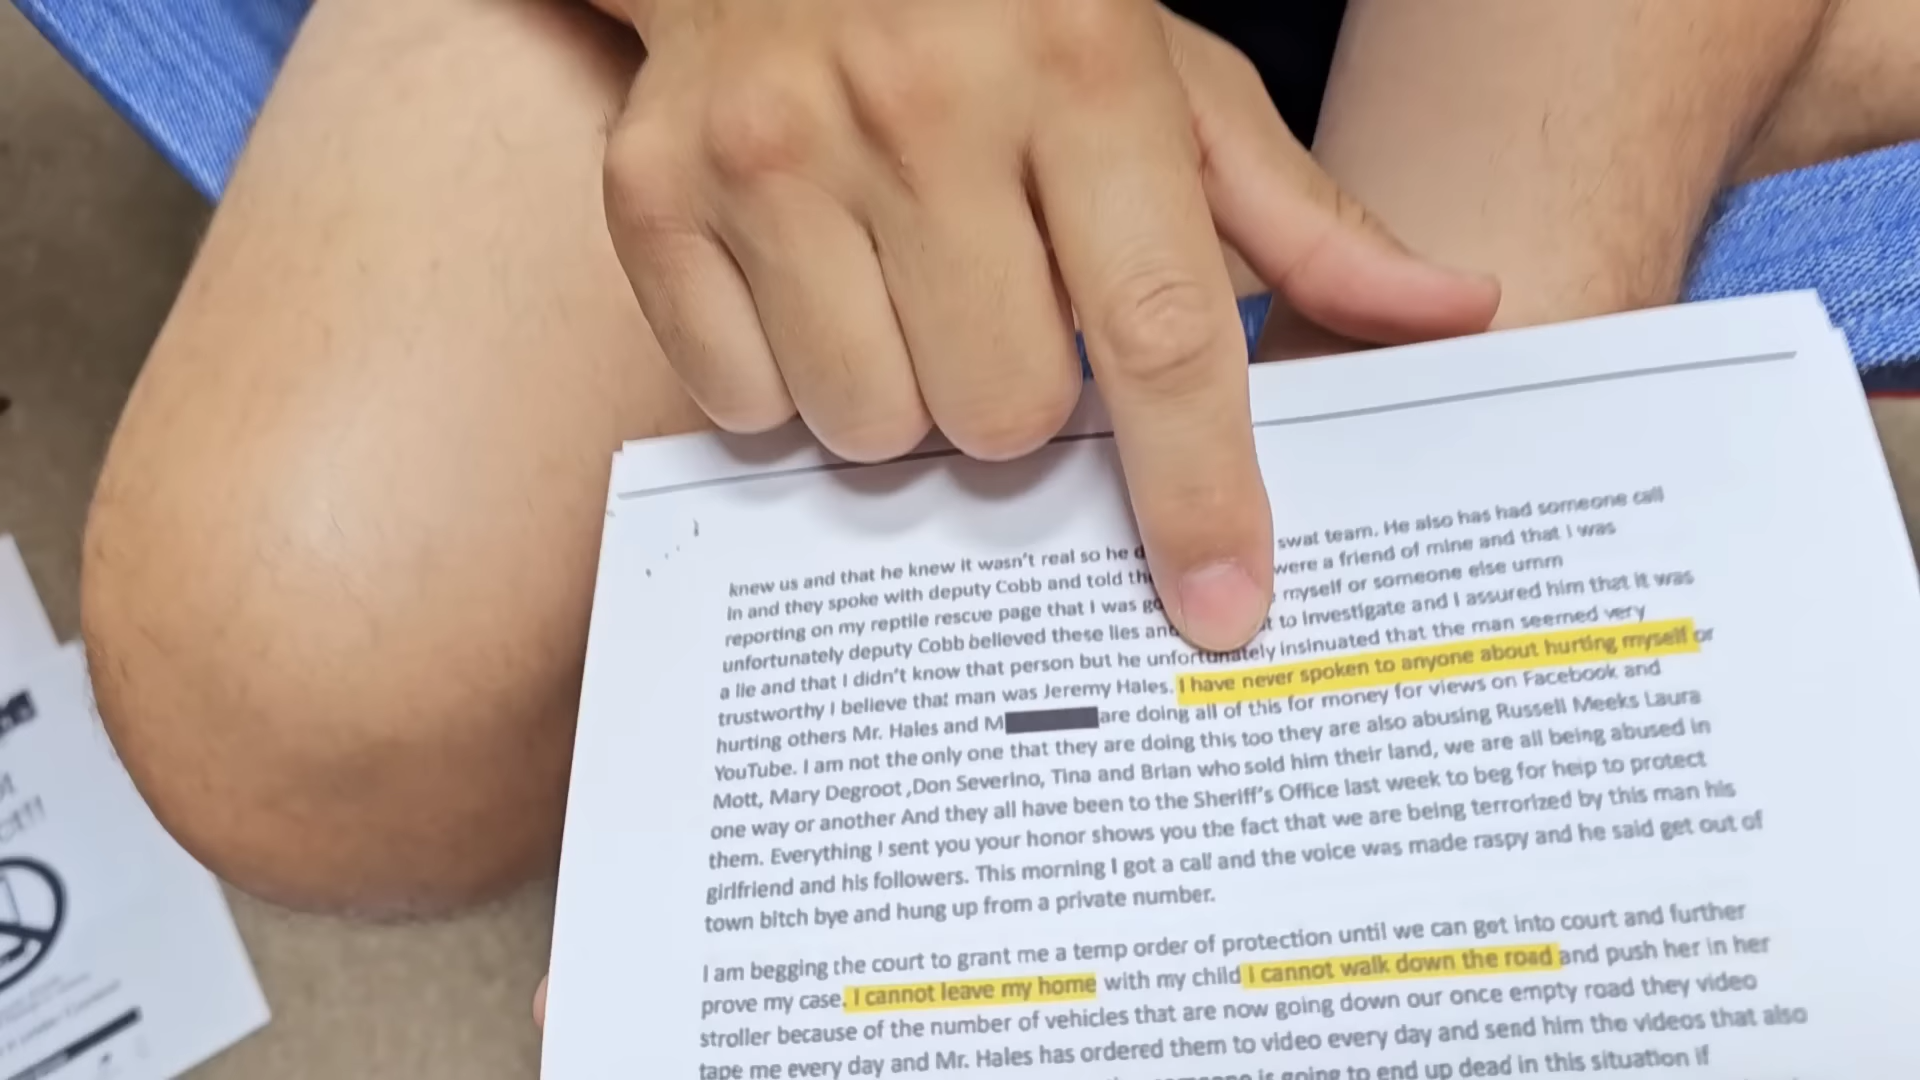 knew us and that he knew it wasn't real so he d swat team. He also has had someone call
in and they spoke with deputy Cobb and told th were a friend of mine and that I was
reporting on my reptile rescue page that I was go myself or someone else umm
unfortunately deputy Cobb believed these lies and t to investigate and I assured him that it was
a lie and that I didn't know that person but he unfortunately insinuated that the man seemed very
trustworthy I believe that man was Jeremy Hales. I have never spoken to anyone about hurting myself or
hurting others Mr. Hales and M are doing all of this for money for views on Facebook and
YouTube. I am not the only one that they are doing this too they are also abusing Russell Meeks Laura
Mott, Mary Degroot ,Don Severino, Tina and Brian who sold him their land, we are all being abused in
one way or another And they all have been to the Sheriff's Office last week to beg for help to protect
them. Everything I sent you your honor shows you the fact that we are being terrorized by this man his
girlfriend and his followers. This morning I got a call and the voice was made raspy and he said get out of
town bitch bye and hung up from a private number.
I am begging the court to grant me a temp order of protection until we can get into court and further
prove my case. I cannot leave my home with my child I cannot walk down the road and push her in her
stroller because of the number of vehicles that are now going down our once empty road they video
tape me every day and Mr. Hales has ordered them to video every day and send him the videos that also
is going to end up dead in this situation if